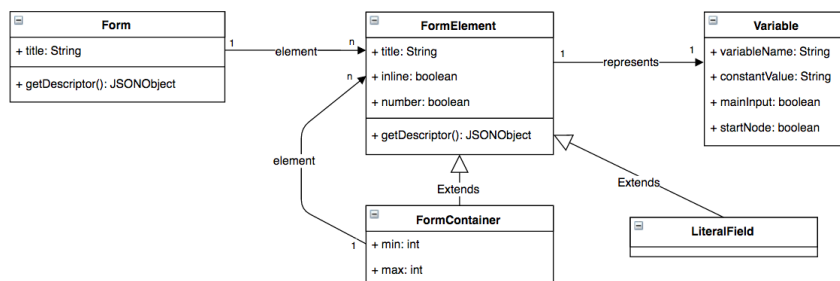 Form
+ title: String
+ getDescriptor(): JSONObject
1
element
n
FormElement
+ title: String
+ inline: boolean
+ number: boolean
+ getDescriptor(): JSONObject
1
represents
1
Variable
+ variableName: String
+ constantValue: String
+ mainInput: boolean
+ startNode: boolean
n
element
1
Extends
Extends
FormContainer
+ min: int
+ max: int
LiteralField